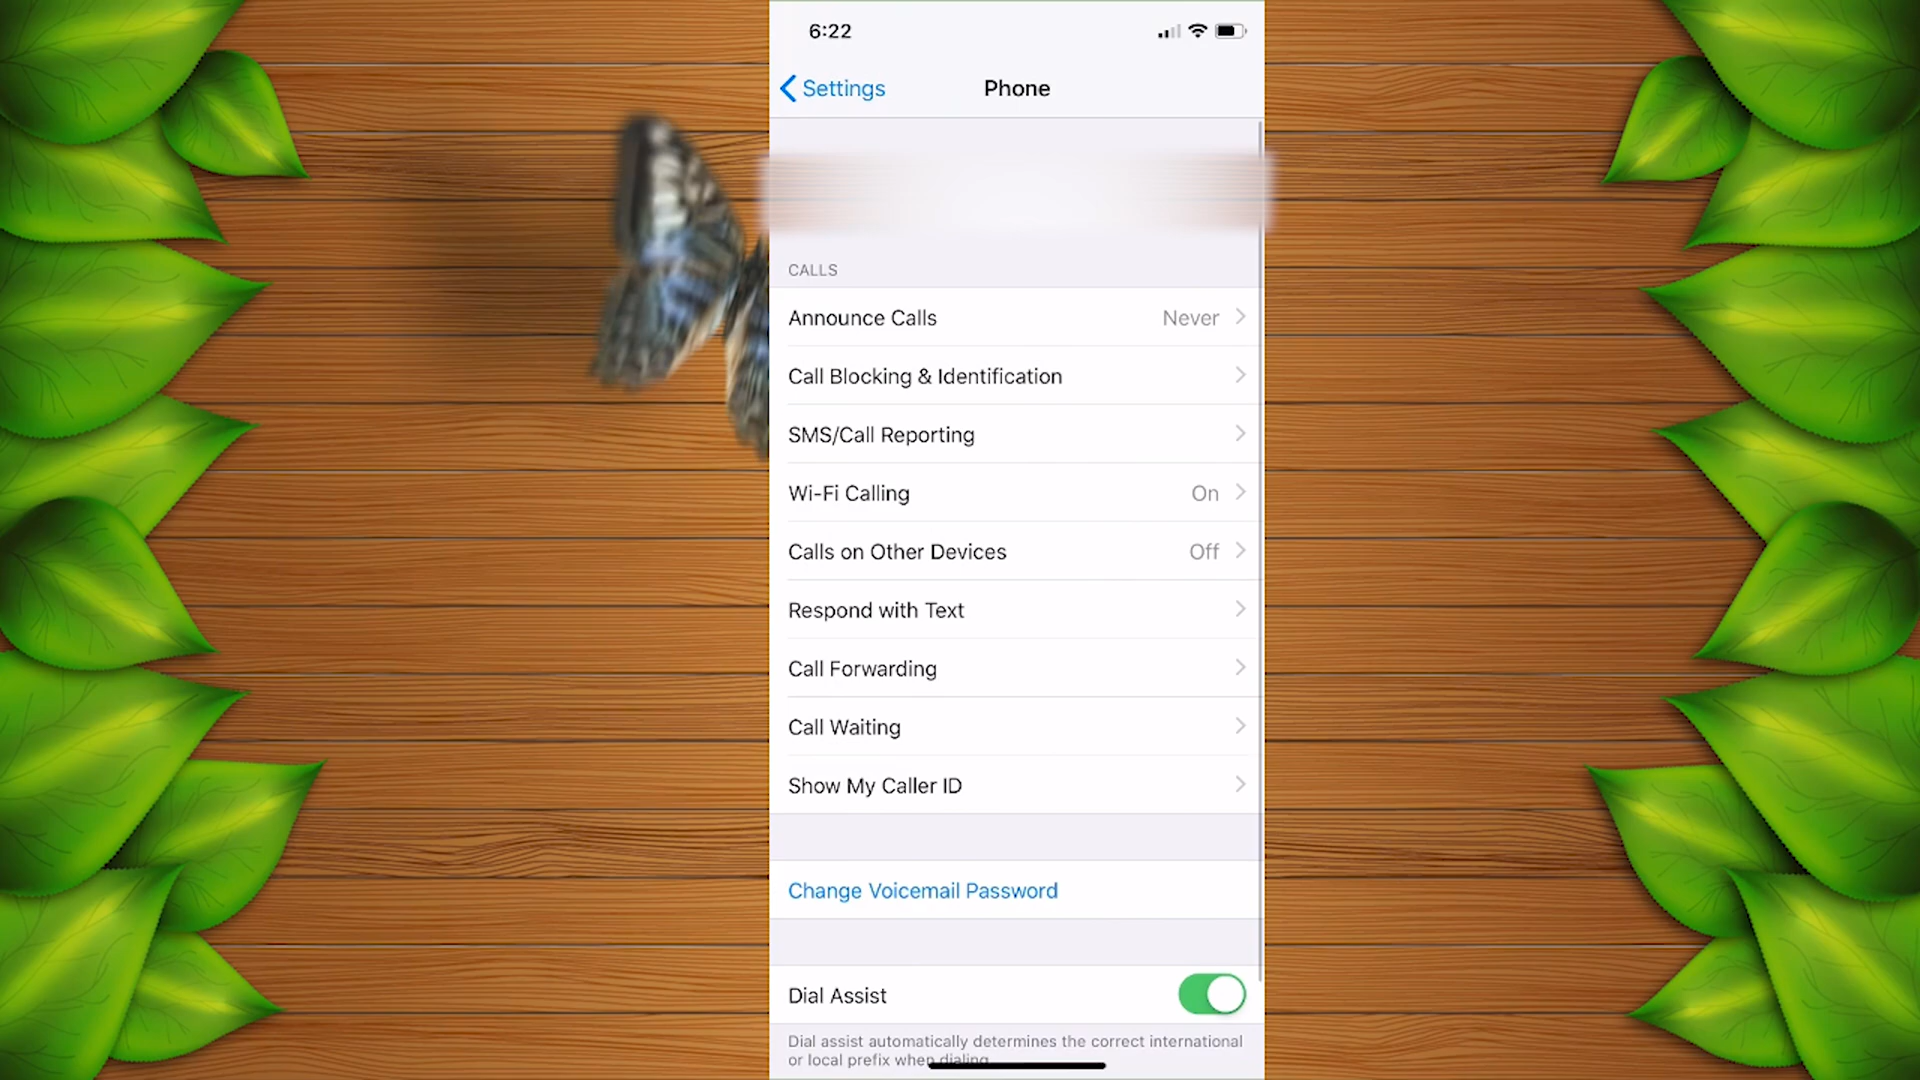 6:22
Settings
Phone
CALLS
Announce Calls Never
Call Blocking & Identification
SMS/Call Reporting
Wi-Fi Calling On
Calls on Other Devices Off
Respond with Text
Call Forwarding
Call Waiting
Show My Caller ID
Change Voicemail Password
Dial Assist
Dial assist automatically determines the correct international
or local prefix when dialing.